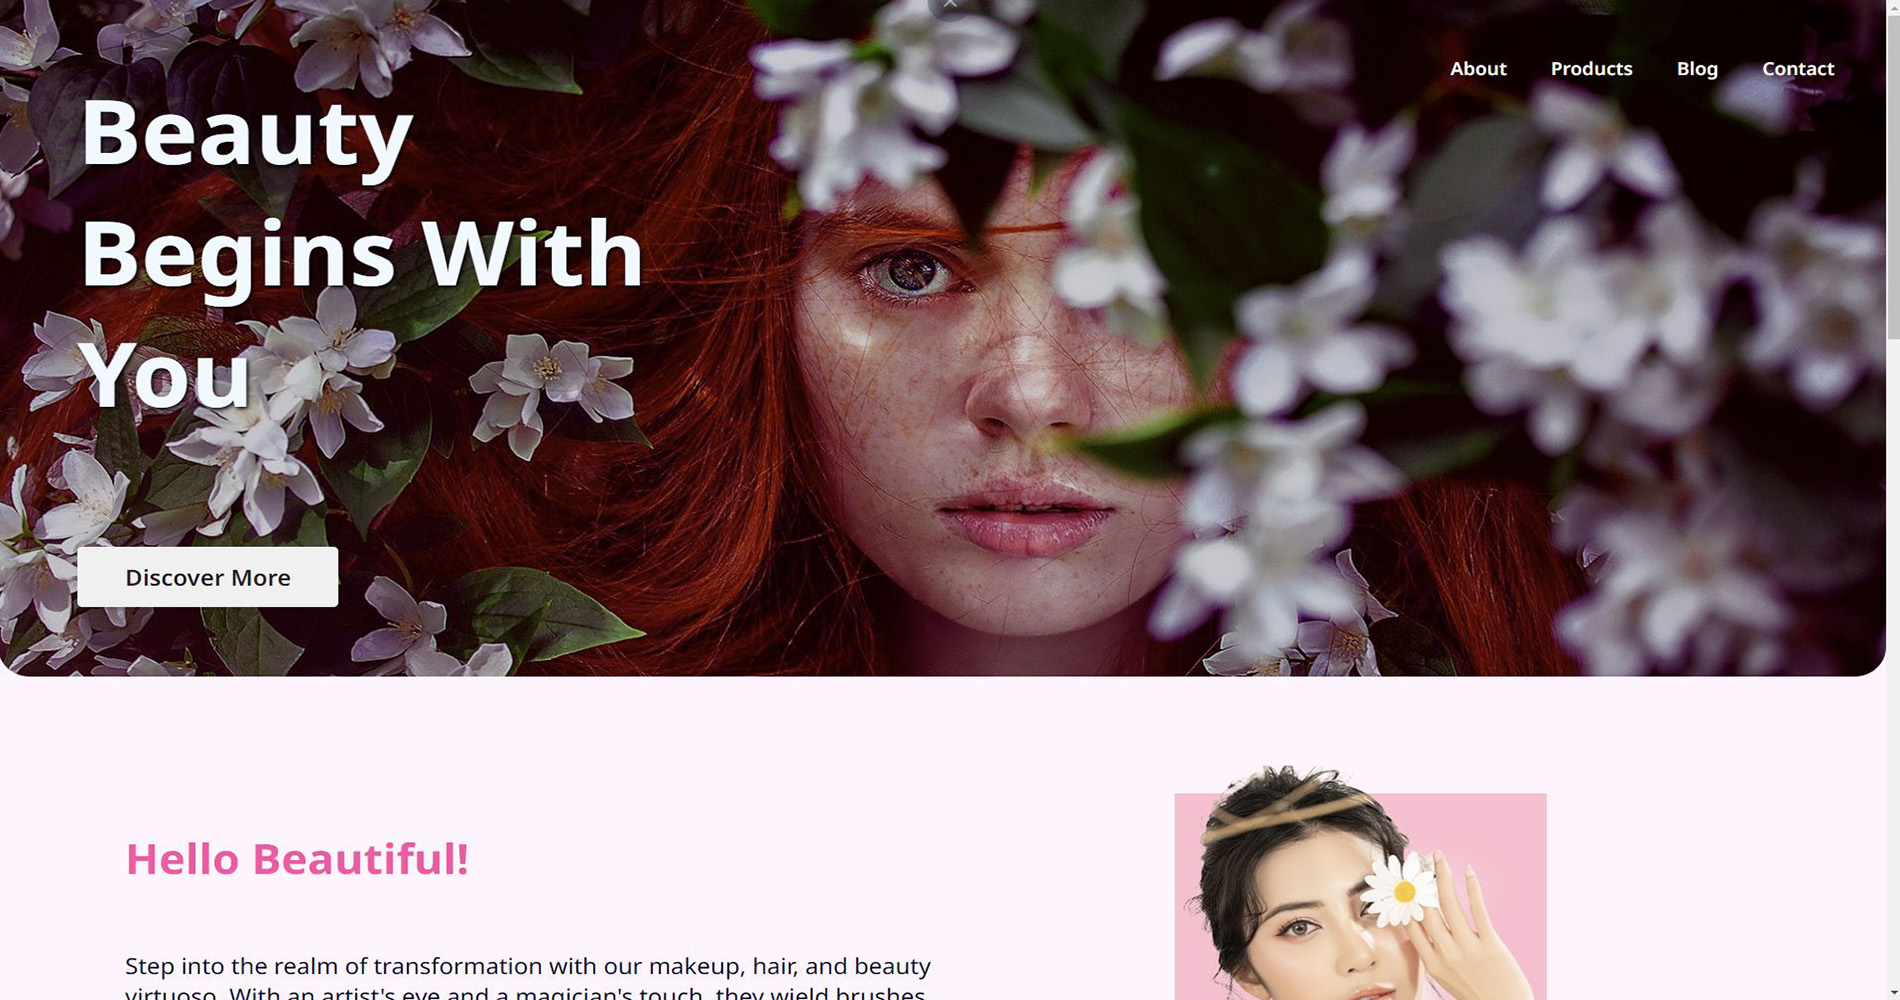 About Products Blog Contact
Beauty
Begins With
You
Discover More
Hello Beautiful!
Step into the realm of transformation with our makeup, hair, and beauty
virtuoso. With an artist's eye and a magician's touch, they wield brushes